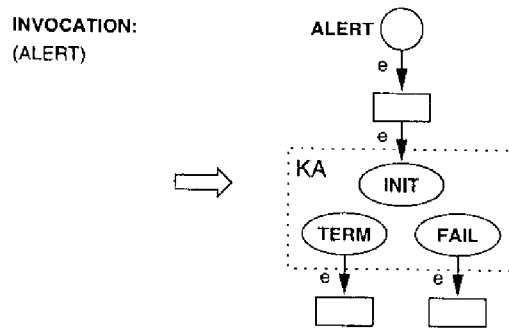 INVOCATION:
(ALERT)
ALERT
e
e
KA
INIT
TERM
FAIL
e
e